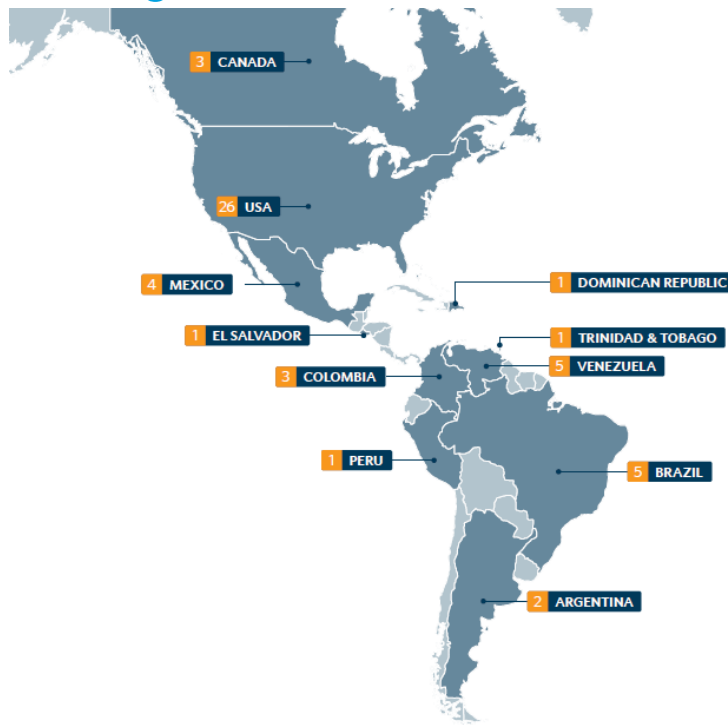 3 CANADA
26 USA
4 MEXICO
1 DOMINICAN REPUBLIC
1 EL SALVADOR
1 TRINIDAD & TOBAGO
5 VENEZUELA
3 COLOMBIA
1 PERU
5 BRAZIL
2 ARGENTINA